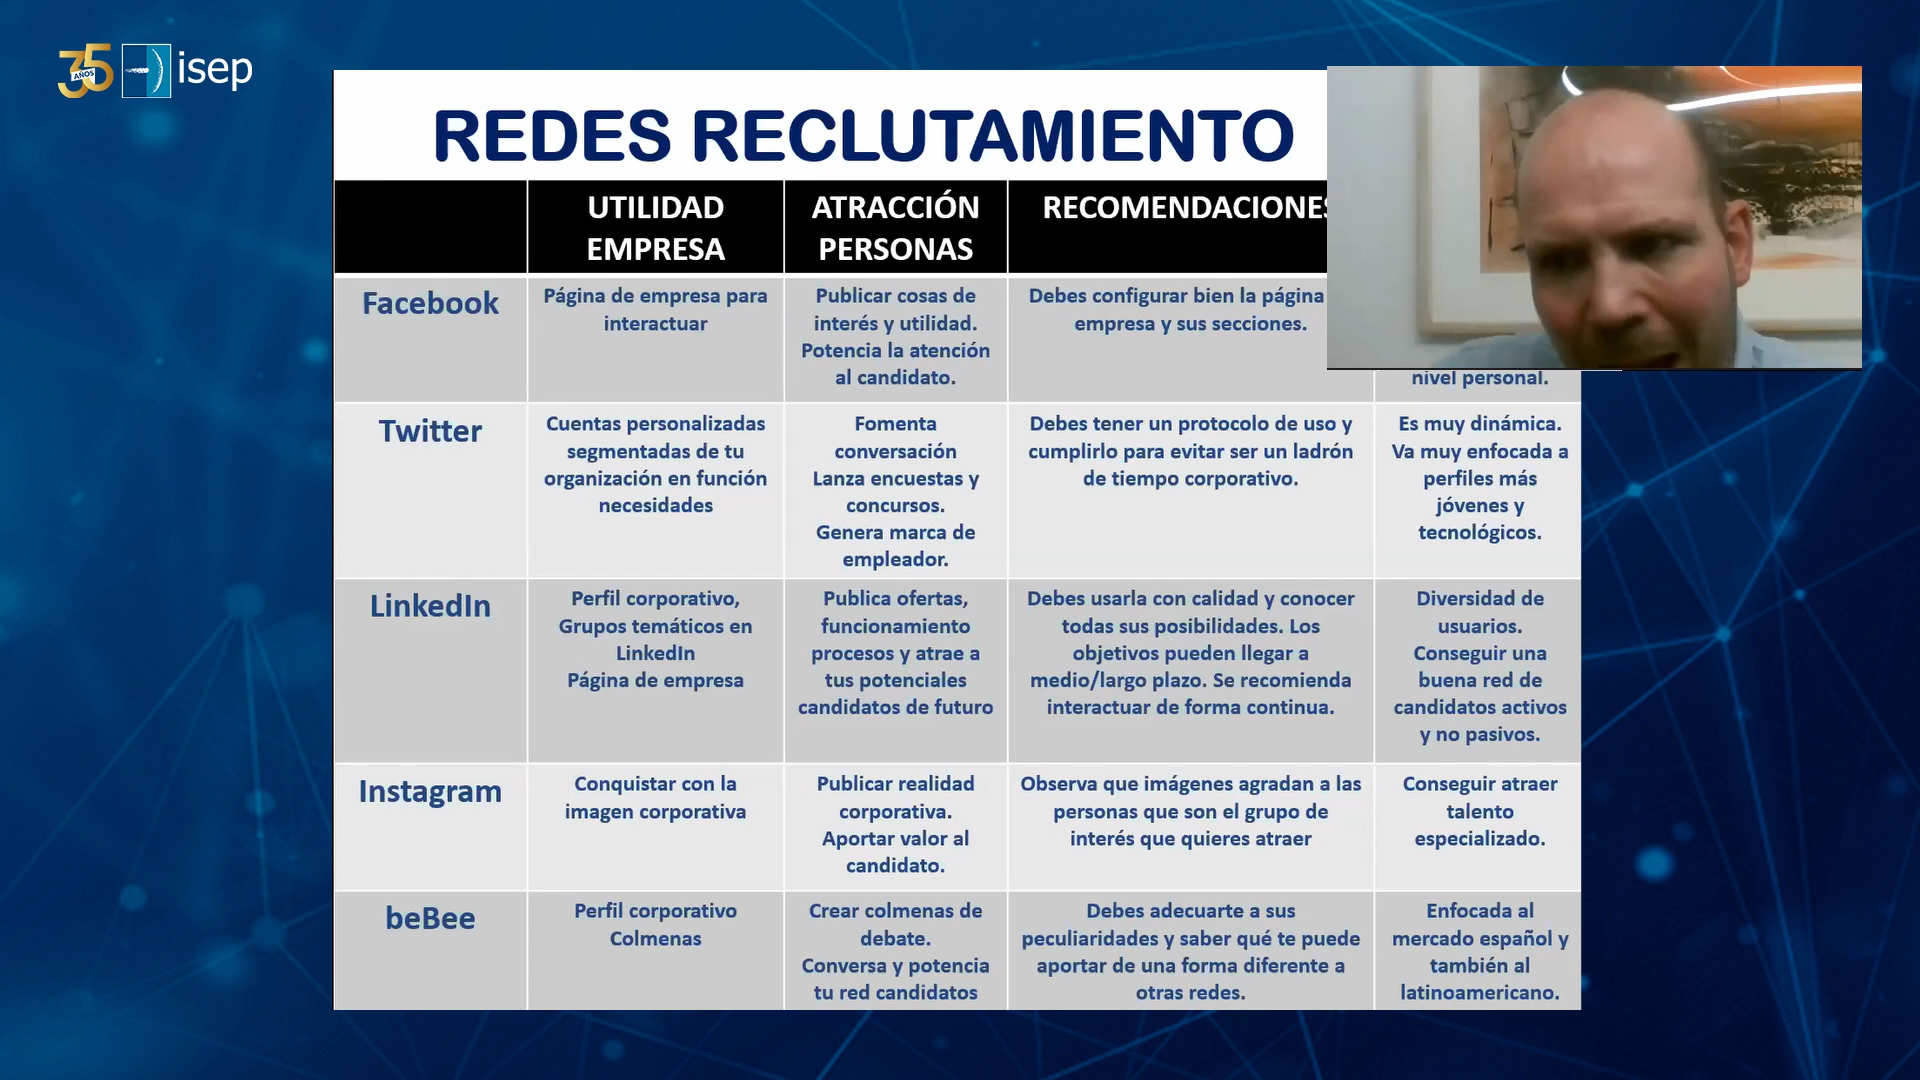 35
AÑOS
isep
REDES RECLUTAMIENTO
UTILIDAD
EMPRESA
ATRACCIÓN
PERSONAS
RECOMENDACIONES
Facebook
Página de empresa para
interactuar
Publicar cosas de
interés y utilidad.
Potencia la atención
al candidato.
Debes configurar bien la página
empresa y sus secciones.
nivel personal.
Twitter
Cuentas personalizadas
segmentadas de tu
organización en función
necesidades
Fomenta
conversación
Lanza encuestas y
concursos.
Genera marca de
empleador.
Debes tener un protocolo de uso y
cumplirlo para evitar ser un ladrón
de tiempo corporativo.
Es muy dinámica.
Va muy enfocada a
perfiles más
jóvenes y
tecnológicos.
LinkedIn
Perfil corporativo,
Grupos temáticos en
LinkedIn
Página de empresa
Publica ofertas,
funcionamiento
procesos y atrae a
tus potenciales
candidatos de futuro
Debes usarla con calidad y conocer
todas sus posibilidades. Los
objetivos pueden llegar a
medio/largo plazo. Se recomienda
interactuar de forma continua.
Diversidad de
usuarios.
Conseguir una
buena red de
candidatos activos
y no pasivos.
Instagram
Conquistar con la
imagen corporativa
Publicar realidad
corporativa.
Aportar valor al
candidato.
Observa que imágenes agradan a las
personas que son el grupo de
interés que quieres atraer
Conseguir atraer
talento
especializado.
beBee
Perfil corporativo
Colmenas
Crear colmenas de
debate.
Conversa y potencia
tu red candidatos
Debes adecuarte a sus
peculiaridades y saber qué te puede
aportar de una forma diferente a
otras redes.
Enfocada al
mercado español y
también al
latinoamericano.